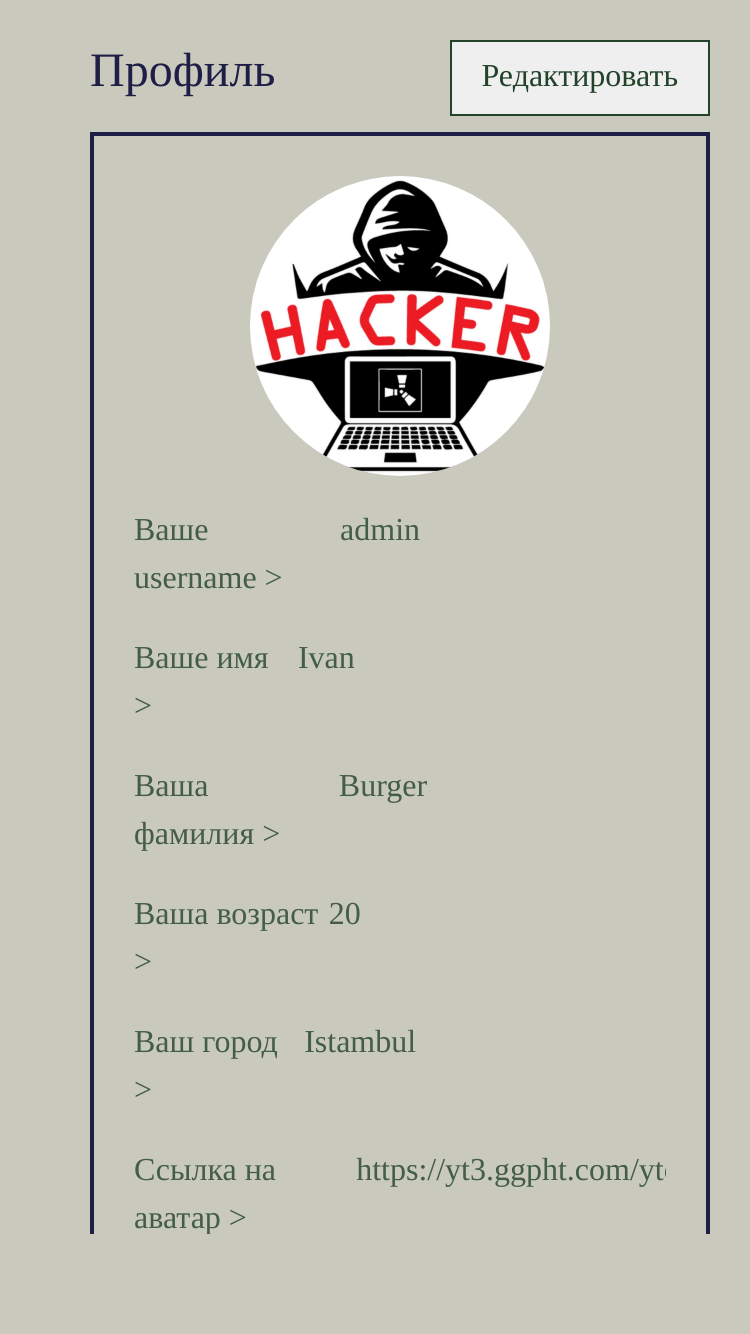 Профиль
Редактировать
HACKER
Ваше admin
username >
Ваше имя Ivan
>
Ваша Burger
фамилия >
Ваша возраст 20
>
Ваш город Istambul
>
Ссылка на https://yt3.ggpht.com/yt
аватар >